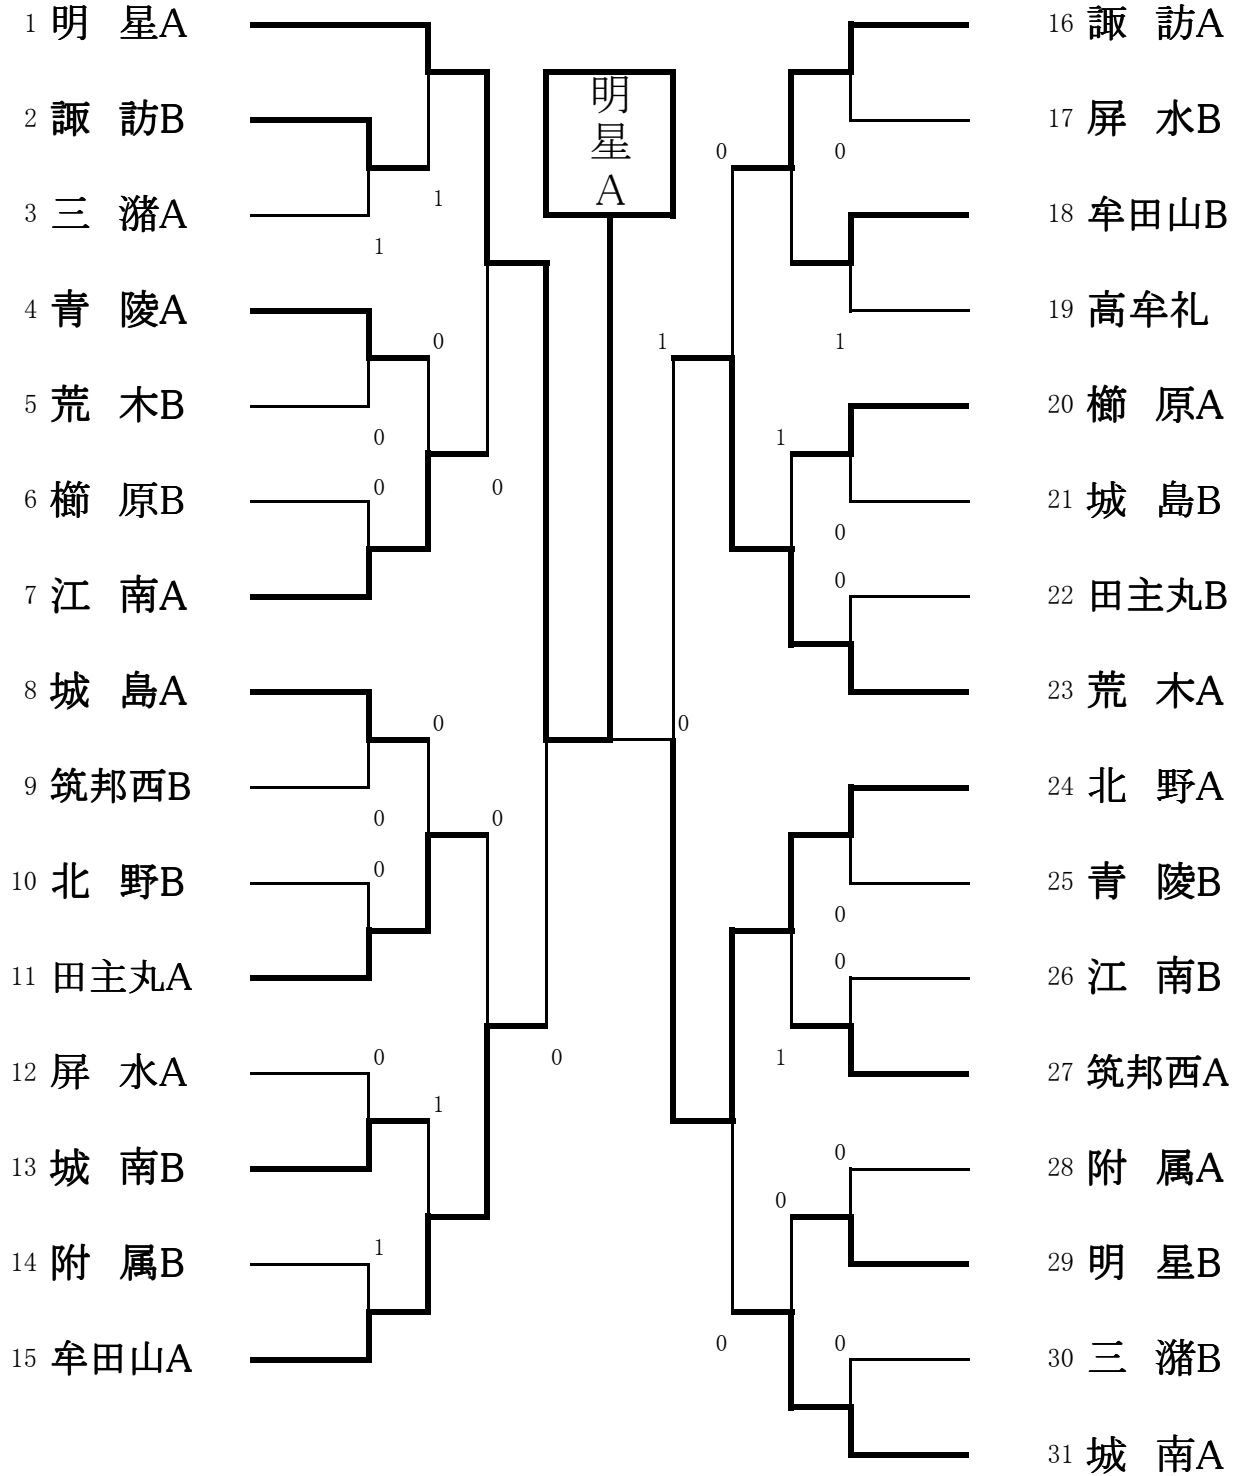 1 明 星A
2 諏 訪B
1
3 三 潴A
1
4 青 陵A
0
5 荒 木B
0
6 櫛 原B
0
0
7 江 南A
8 城 島A
0
9 筑邦西B
0
0
10 北 野B
0
11 田主丸A
12 屏 水A
0
0
1
13 城 南B
14 附 属B
1
15 牟田山A
明
星
A
16 諏 訪A
17 屏 水B
0
0
18 牟田山B
19 高牟礼
1
1
20 櫛 原A
1
21 城 島B
0
22 田主丸B
0
23 荒 木A
0
24 北 野A
25 青 陵B
0
26 江 南B
0
27 筑邦西A
1
28 附 属A
0
29 明 星B
0
30 三 潴B
0
0
31 城 南A